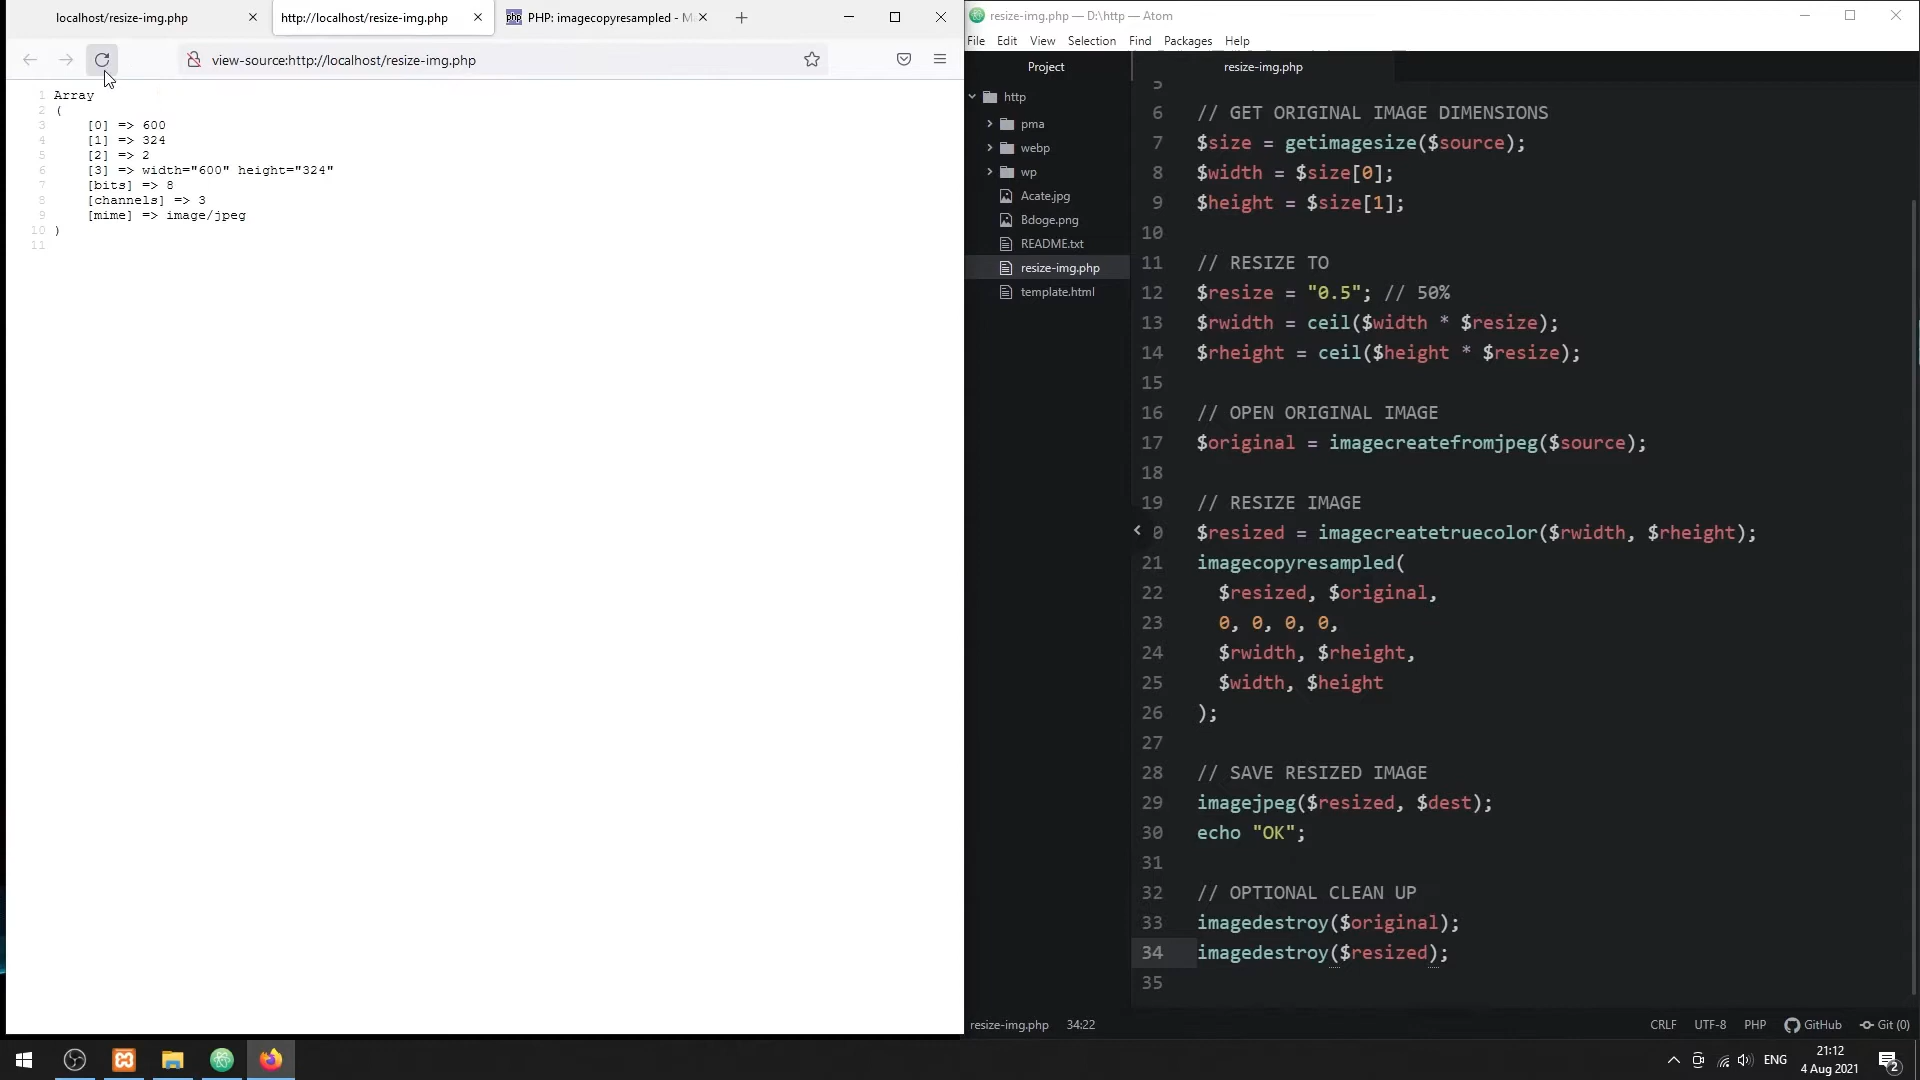 localhost/resize-img.php
http://localhost/resize-img.php
php PHP: imagecopyresampled - M
view-source:http://localhost/resize-img.php
1 Array
2 (
3 [0] => 600
4 [1] => 324
5 [2] => 2
6 [3] => width="600" height="324"
7 [bits] => 8
8 [channels] => 3
9 [mime] => image/jpeg
10 )
11
resize-img.php — D:\http — Atom
File Edit View Selection Find Packages Help
Project
http
pma
webp
wp
Acate.jpg
Bdoge.png
README.txt
resize-img.php
template.html
resize-img.php
5
6 // GET ORIGINAL IMAGE DIMENSIONS
7 $size = getimagesize($source);
8 $width = $size[0];
9 $height = $size[1];
10
11 // RESIZE TO
12 $resize = "0.5"; // 50%
13 $rwidth = ceil($width * $resize);
14 $rheight = ceil($height * $resize);
15
16 // OPEN ORIGINAL IMAGE
17 $original = imagecreatefromjpeg($source);
18
19 // RESIZE IMAGE
0 $resized = imagecreatetruecolor($rwidth, $rheight);
21 imagecopyresampled(
22 $resized, $original,
23 0, 0, 0, 0,
24 $rwidth, $rheight,
25 $width, $height
26 );
27
28 // SAVE RESIZED IMAGE
29 imagejpeg($resized, $dest);
30 echo "OK";
31
32 // OPTIONAL CLEAN UP
33 imagedestroy($original);
34 imagedestroy($resized);
35
resize-img.php 34:22
CRLF UTF-8 PHP GitHub Git (0)
ENG
21:12
4 Aug 2021
2